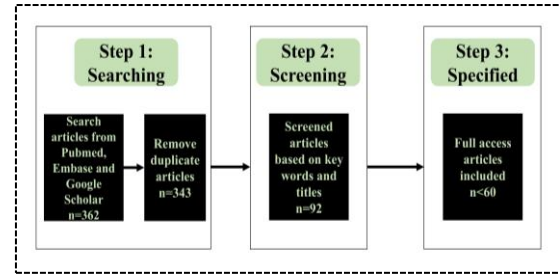 Step 1:
Searching
Search
articles from
Pubmed,
Embase and
Google
Scholar
n=362
Remove
duplicate
articles
n=343
Step 2:
Screening
Screened
articles
based on key
words and
titles
n=92
Step 3:
Specified
Full access
articles
included
n<60